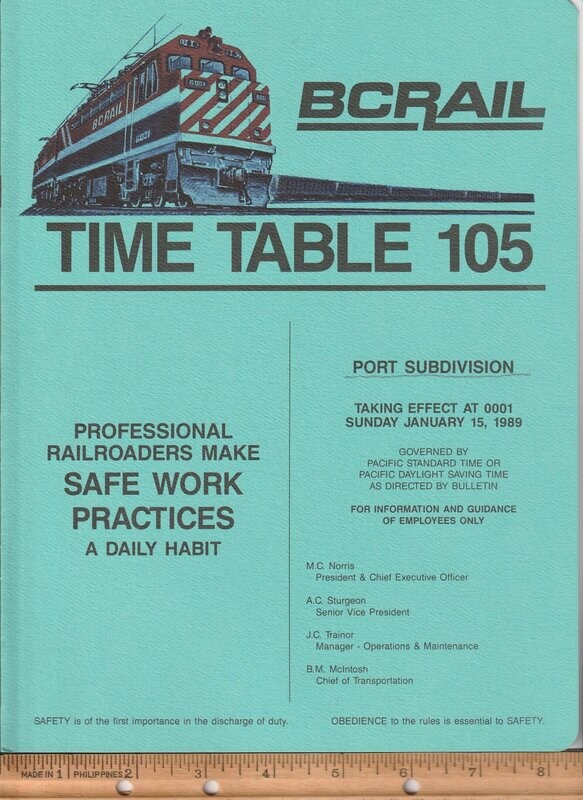 BCRAIL
6001
BCRAIL
6001
TIME TABLE 105
PROFESSIONAL
RAILROADERS MAKE
SAFE WORK
PRACTICES
A DAILY HABIT
PORT SUBDIVISION
TAKING EFFECT AT 0001
SUNDAY JANUARY 15, 1989
GOVERNED BY
PACIFIC STANDARD TIME OR
PACIFIC DAYLIGHT SAVING TIME
AS DIRECTED BY BULLETIN
FOR INFORMATION AND GUIDANCE
OF EMPLOYEES ONLY
M.C. Norris
President & Chief Executive Officer
A.C. Sturgeon
Senior Vice President
J.C. Trainor
Manager - Operations & Maintenance
B.M. McIntosh
Chief of Transportation
SAFETY is of the first importance in the discharge of duty.
OBEDIENCE to the rules is essential to SAFETY.
MADE IN 1 PHILIPPINES 2 3 4 5 6 7 8